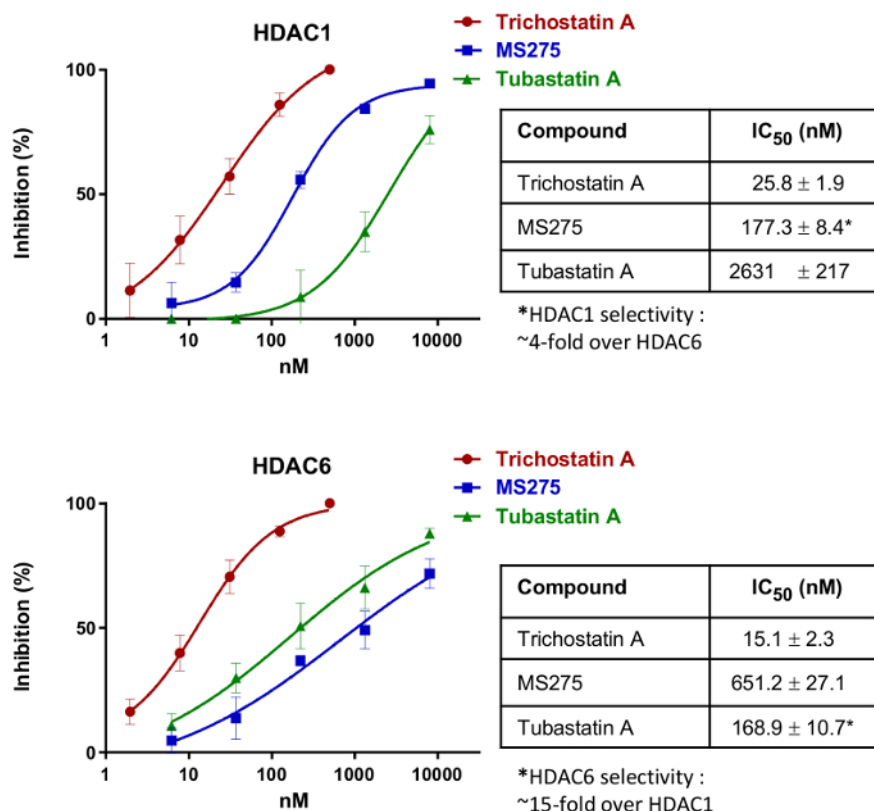 HDAC1
Trichostatin A
MS275
Tubastatin A
Inhibition (%)
100
50
0
1 10 100 1000 10000
nM
Compound IC50 (nM)
Trichostatin A 25.8 ± 1.9
MS275 177.3 ± 8.4*
Tubastatin A 2631 ± 217
*HDAC1 selectivity :
~4-fold over HDAC6
HDAC6
Trichostatin A
MS275
Tubastatin A
Inhibition (%)
100
50
0
1 10 100 1000 10000
nM
Compound IC50 (nM)
Trichostatin A 15.1 ± 2.3
MS275 651.2 ± 27.1
Tubastatin A 168.9 ± 10.7*
*HDAC6 selectivity :
~15-fold over HDAC1